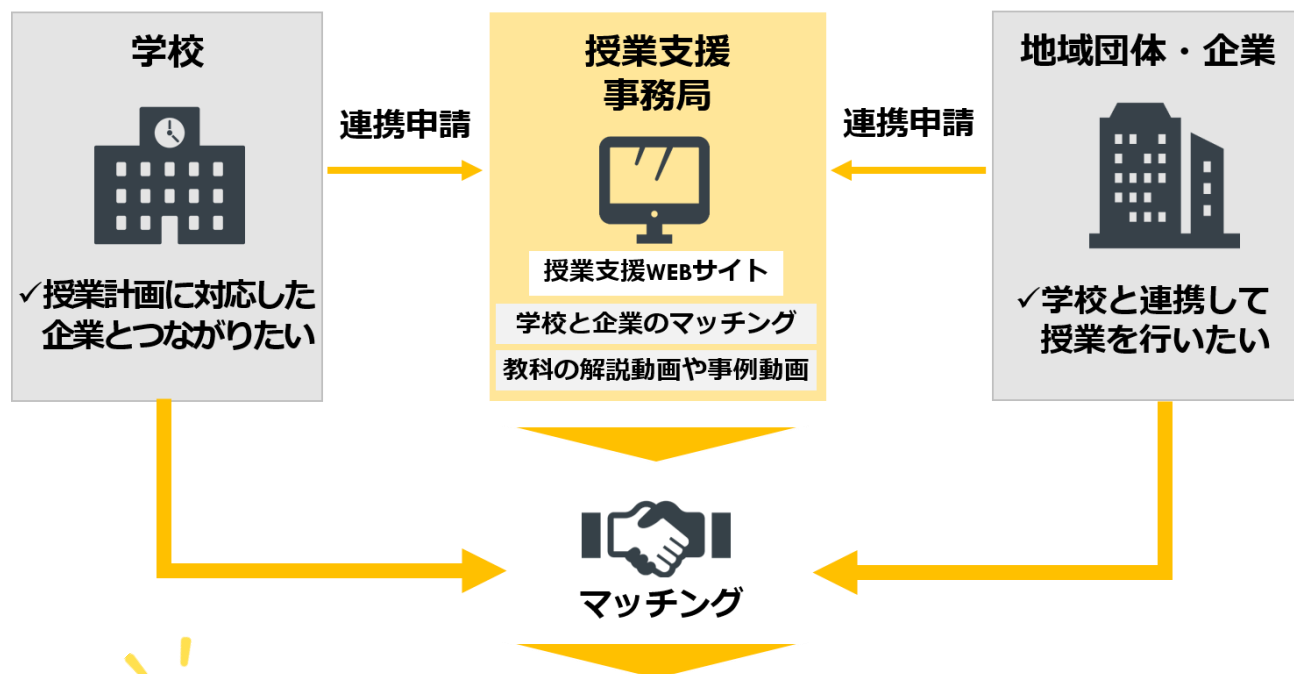 学校
連携申請
✓授業計画に対応した
企業とつながりたい
授業支援
事務局
授業支援WEBサイト
学校と企業のマッチング
教科の解説動画や事例動画
地域団体・企業
連携申請
✓学校と連携して
授業を行いたい
マッチング